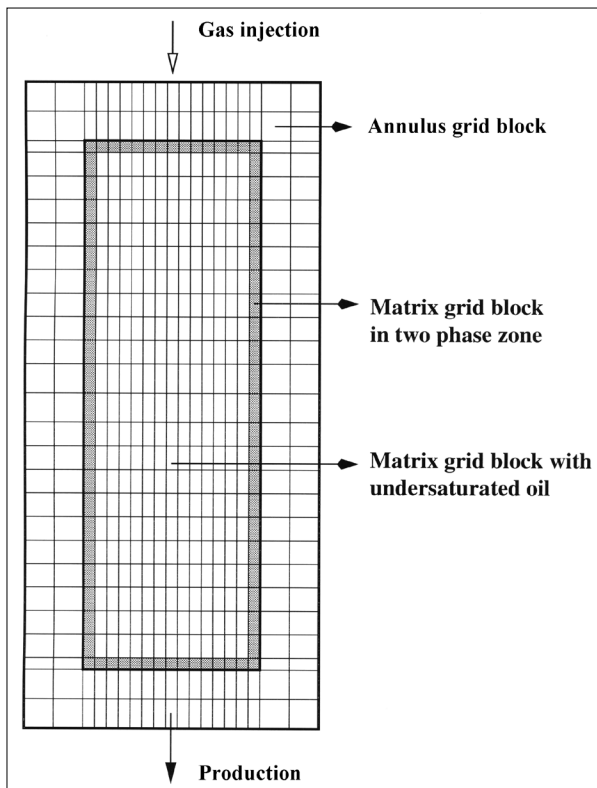 Gas injection
Annulus grid block
Matrix grid block
in two phase zone
Matrix grid block with
undersaturated oil
Production